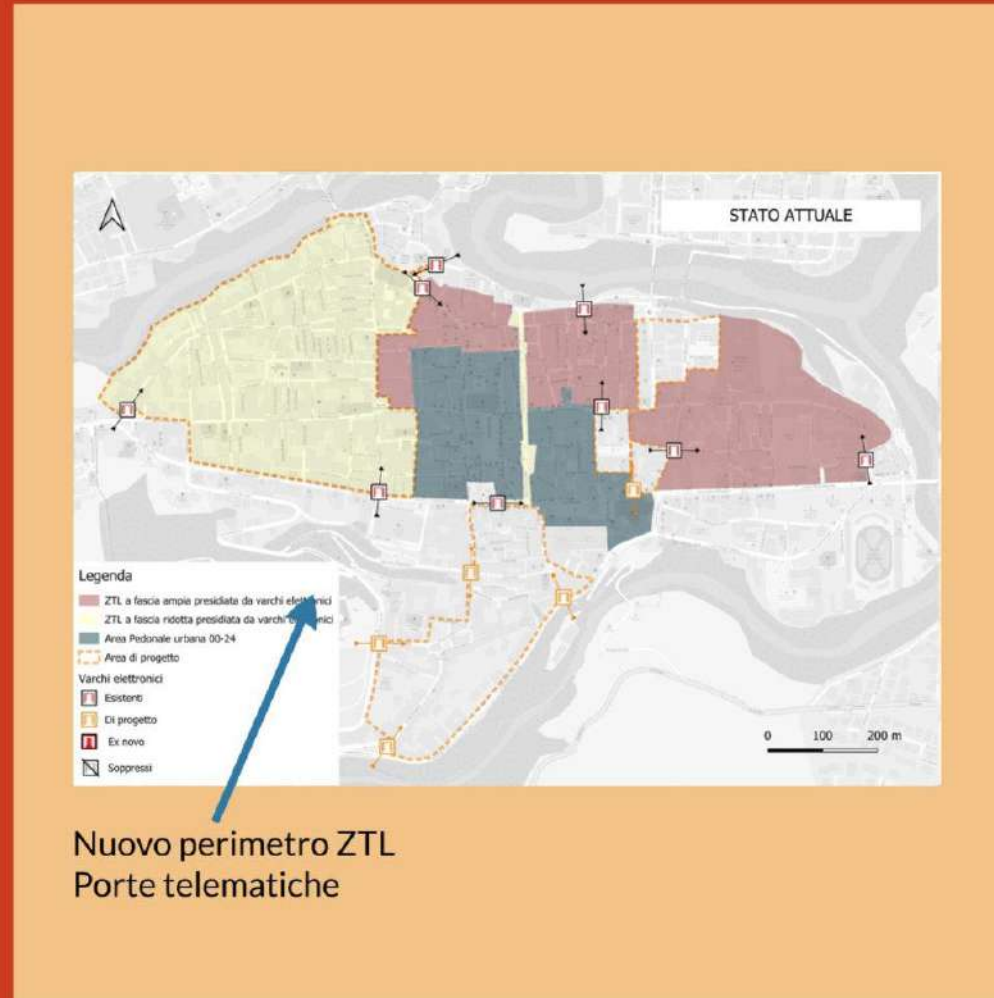 STATO ATTUALE
Legenda
ZTL a fascia ampia presidiata da varchi elettronici
ZTL a fascia ridotta presidiata da varchi elettronici
Area Pedonale urbana 00-24
Area di progetto
Varchi elettronici
Esistenti
Di progetto
Ex novo
Soppressi
0 100 200 m
Nuovo perimetro ZTL
Porte telematiche